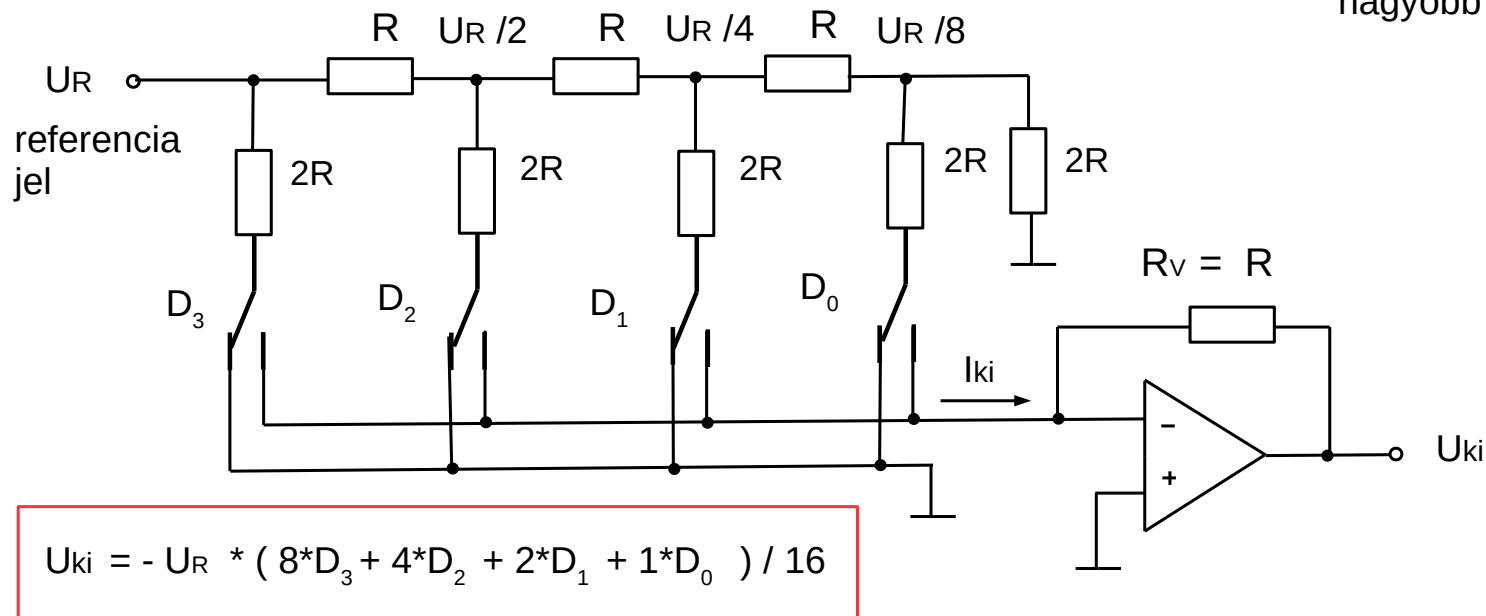 nagyobb
R UR /2 R UR /4 R UR /8
UR
referencia
jel
2R 2R 2R 2R 2R
D3 D2 D1 D0
RV = R
Iki
−
+
Uki
Uki = - UR * ( 8*D3 + 4*D2 + 2*D1 + 1*D0 ) / 16